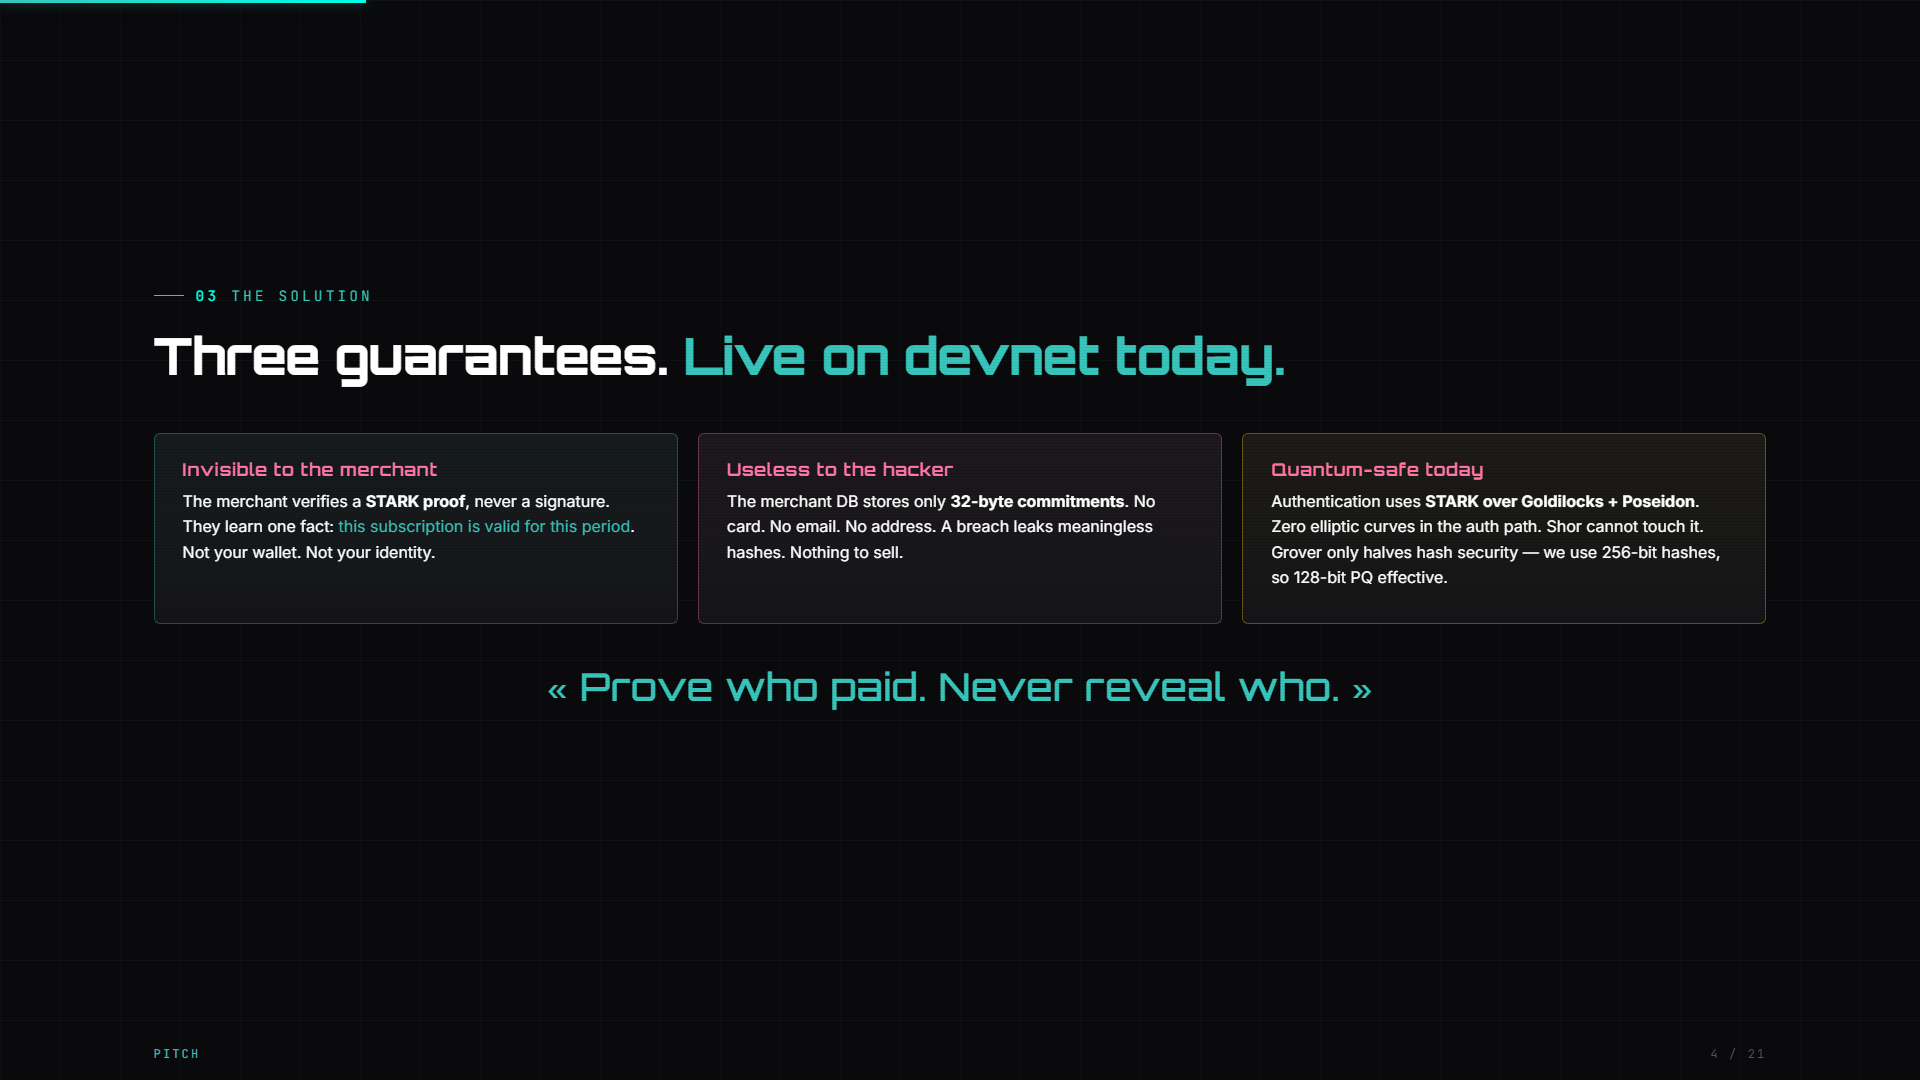 03 THE SOLUTION
Three guarantees. Live on devnet today.
Invisible to the merchant
The merchant verifies a STARK proof, never a signature.
They learn one fact: this subscription is valid for this period.
Not your wallet. Not your identity.
Useless to the hacker
The merchant DB stores only 32-byte commitments. No
card. No email. No address. A breach leaks meaningless
hashes. Nothing to sell.
Quantum-safe today
Authentication uses STARK over Goldilocks + Poseidon.
Zero elliptic curves in the auth path. Shor cannot touch it.
Grover only halves hash security — we use 256-bit hashes,
so 128-bit PQ effective.
« Prove who paid. Never reveal who. »
PITCH
4 / 21